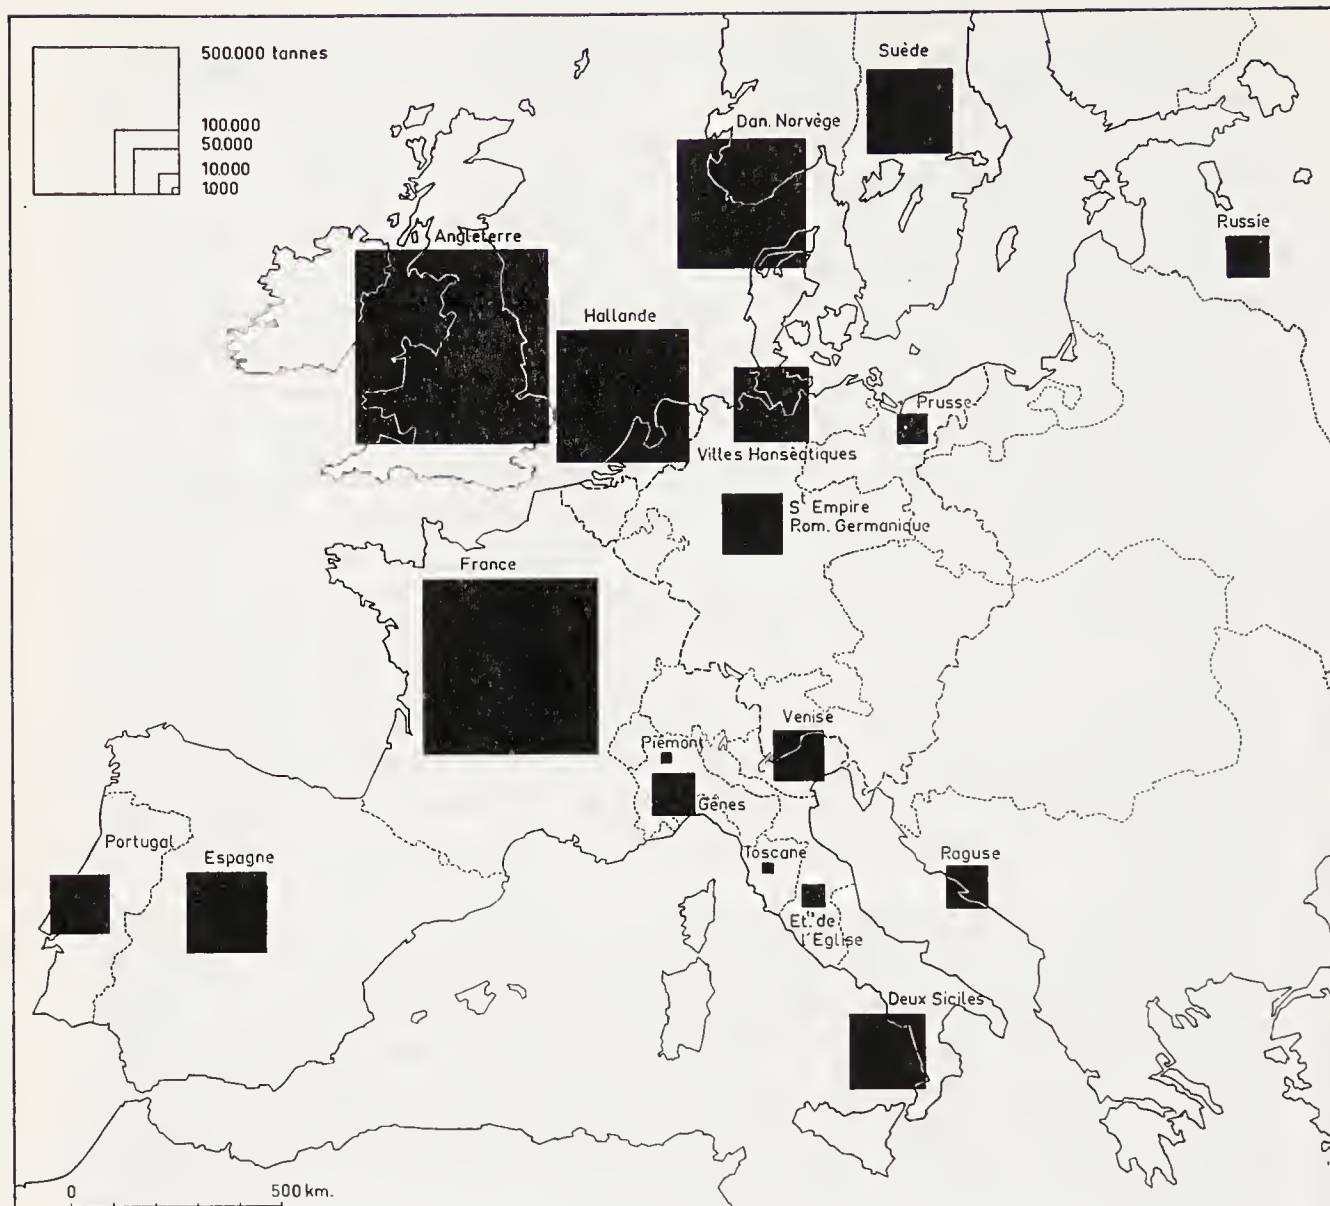 500.000 tannes
100.000
50.000
10.000
1.000
Suède
Dan. Norvège
Russie
Angleterre
Hallande
Prusse
Villes Hanséatiques
St Empire
Rom. Germanique
France
Venise
Piémont
Gênes
Portugal
Espagne
Toscane
Raguse
Et. de
l'Eglise
Deux Siciles
0
500 km.